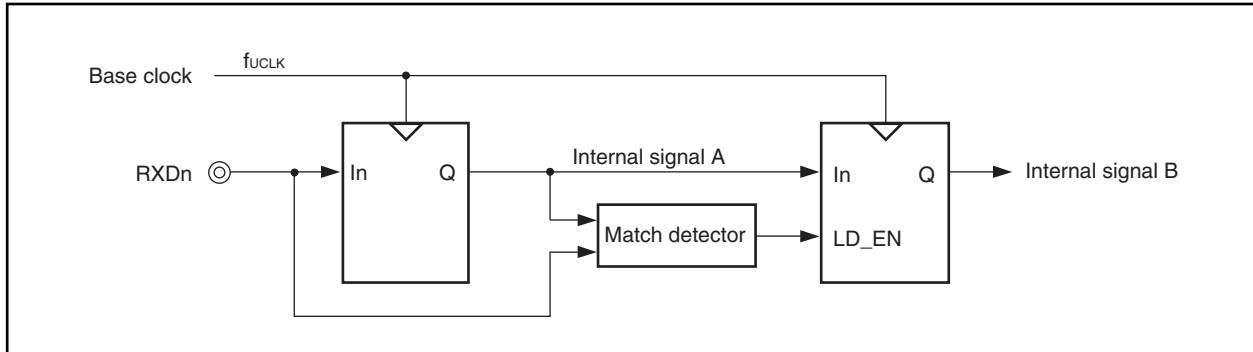 Base clock
fUCLK
RXDn
In
Q
Internal signal A
In
Q
Internal signal B
Match detector
LD_EN